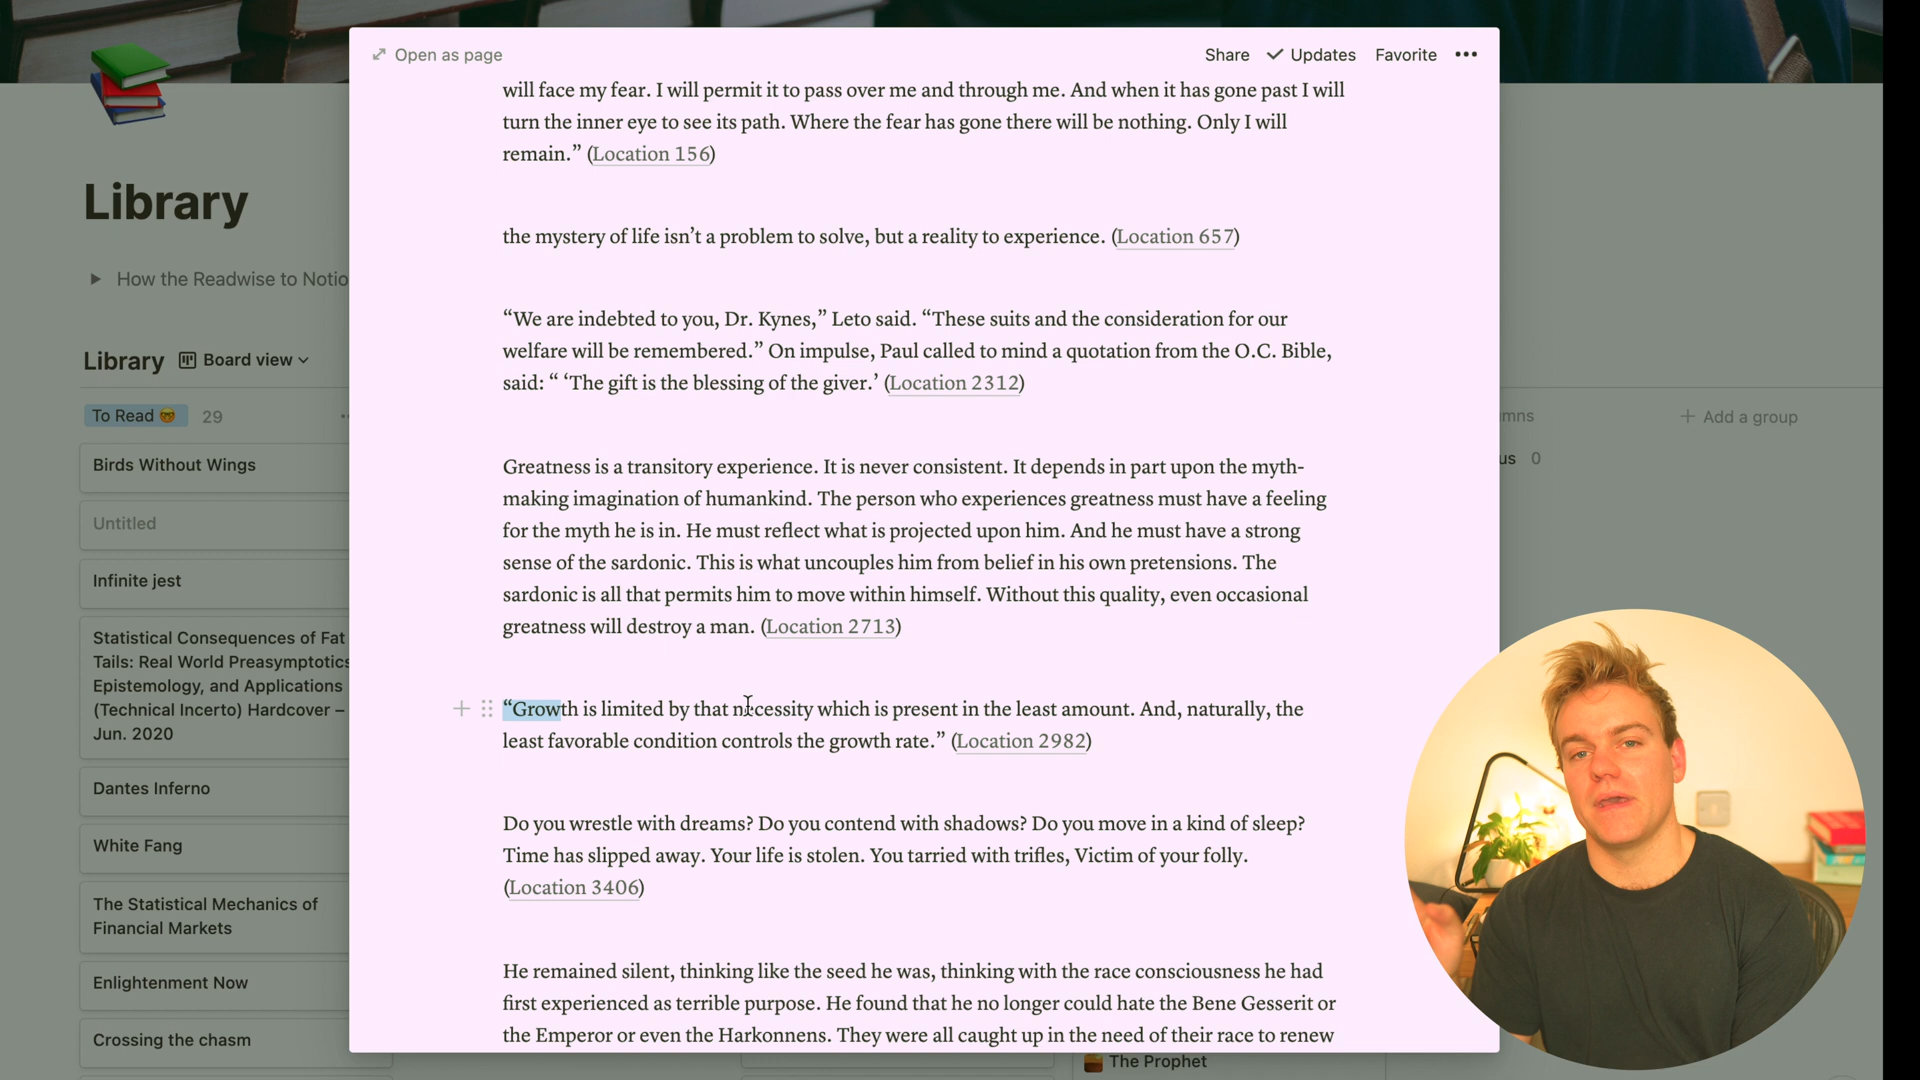 Open as page
Share
Updates
Favorite
will face my fear. I will permit it to pass over me and through me. And when it has gone past I will
turn the inner eye to see its path. Where the fear has gone there will be nothing. Only I will
remain.” (Location 156)
Library
the mystery of life isn’t a problem to solve, but a reality to experience. (Location 657)
How the Readwise to Notio
“We are indebted to you, Dr. Kynes,” Leto said. “These suits and the consideration for our
welfare will be remembered.” On impulse, Paul called to mind a quotation from the O.C. Bible,
said: “ ‘The gift is the blessing of the giver.’ (Location 2312)
Library
Board view
To Read
29
mns
Add a group
us 0
Birds Without Wings
Untitled
Infinite jest
Statistical Consequences of Fat
Tails: Real World Preasymptotics
Epistemology, and Applications
(Technical Incerto) Hardcover –
Jun. 2020
Dantes Inferno
White Fang
The Statistical Mechanics of
Financial Markets
Enlightenment Now
Crossing the chasm
Greatness is a transitory experience. It is never consistent. It depends in part upon the myth-
making imagination of humankind. The person who experiences greatness must have a feeling
for the myth he is in. He must reflect what is projected upon him. And he must have a strong
sense of the sardonic. This is what uncouples him from belief in his own pretensions. The
sardonic is all that permits him to move within himself. Without this quality, even occasional
greatness will destroy a man. (Location 2713)
“Growth is limited by that necessity which is present in the least amount. And, naturally, the
least favorable condition controls the growth rate.” (Location 2982)
Do you wrestle with dreams? Do you contend with shadows? Do you move in a kind of sleep?
Time has slipped away. Your life is stolen. You tarried with trifles, Victim of your folly.
(Location 3406)
He remained silent, thinking like the seed he was, thinking with the race consciousness he had
first experienced as terrible purpose. He found that he no longer could hate the Bene Gesserit or
the Emperor or even the Harkonnens. They were all caught up in the need of their race to renew
The Prophet